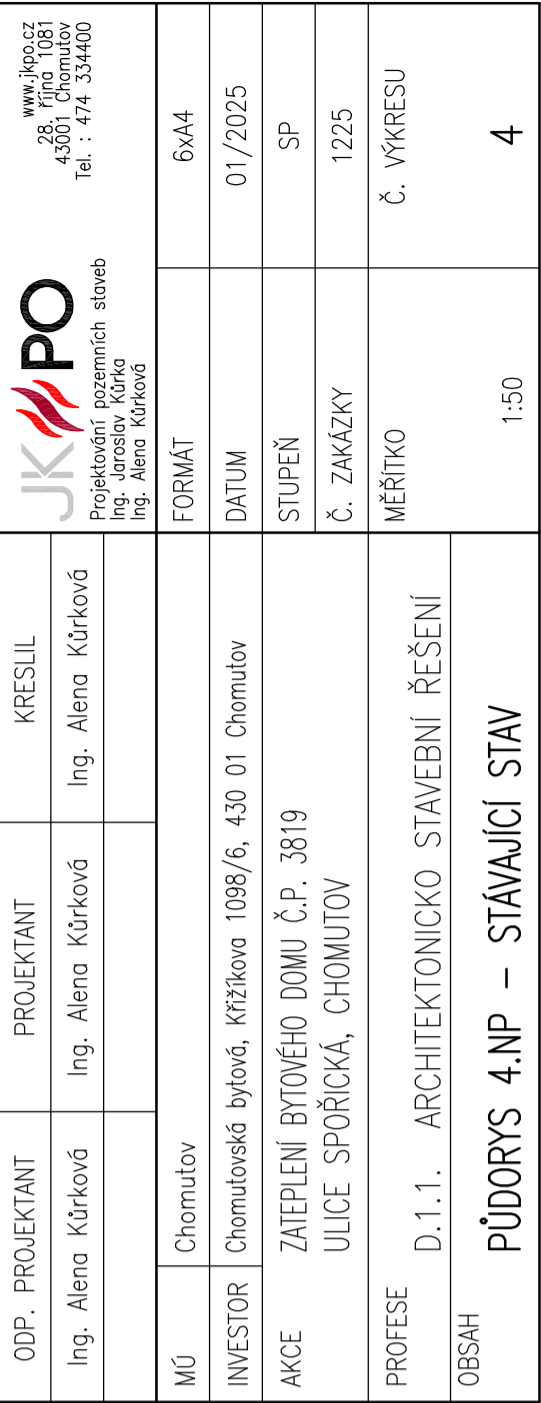 ODP. PROJEKTANT PROJEKTANT KRESLIL
Ing. Alena Kůrková Ing. Alena Kůrková Ing. Alena Kůrková
JK PO
Projektování pozemních staveb
Ing. Jaroslav Kůrka
Ing. Alena Kůrková
www.jkpo.cz
28. října 1081
43001 Chomutov
Tel. : 474 334400
MÚ Chomutov
INVESTOR Chomutovská bytová, Křižíkova 1098/6, 430 01 Chomutov
AKCE ZATEPLENÍ BYTOVÉHO DOMU Č.P. 3819
ULICE SPOŘICKÁ, CHOMUTOV
PROFESE
D.1.1. ARCHITEKTONICKO STAVEBNÍ ŘEŠENÍ
OBSAH
PŮDORYS 4.NP – STÁVAJÍCÍ STAV
FORMÁT 6xA4
DATUM 01/2025
STUPEŇ SP
Č. ZAKÁZKY 1225
MĚŘÍTKO Č. VÝKRESU
1:50 4